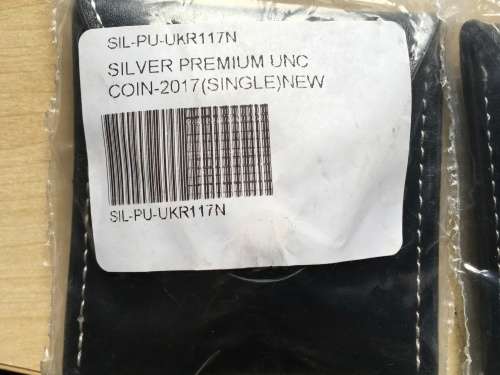 SIL-PU-UKR117N
SILVER PREMIUM UNC
COIN-2017(SINGLE)NEW
SIL-PU-UKR117N